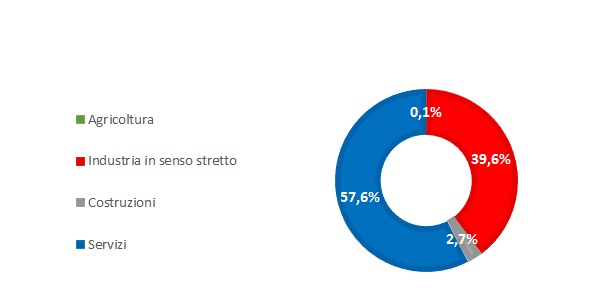 Agricoltura
Industria in senso stretto
Costruzioni
Servizi
0,1%
39,6%
57,6%
2,7%